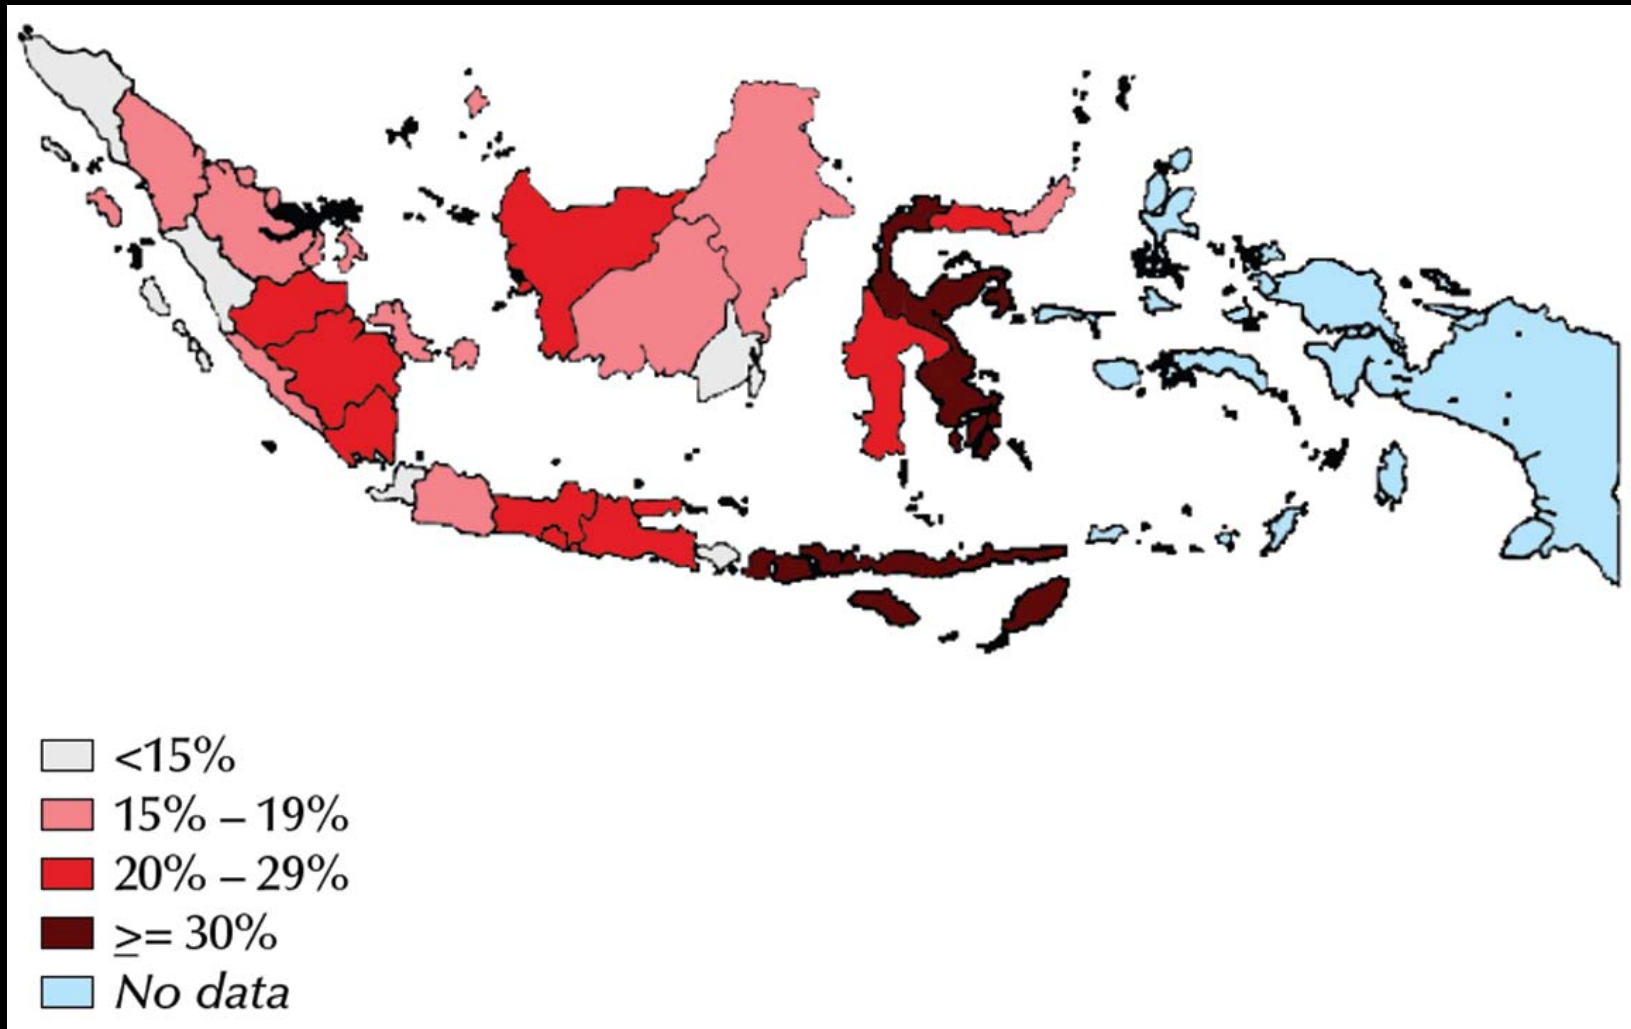 <15%
15% – 19%
20% – 29%
≥= 30%
No data